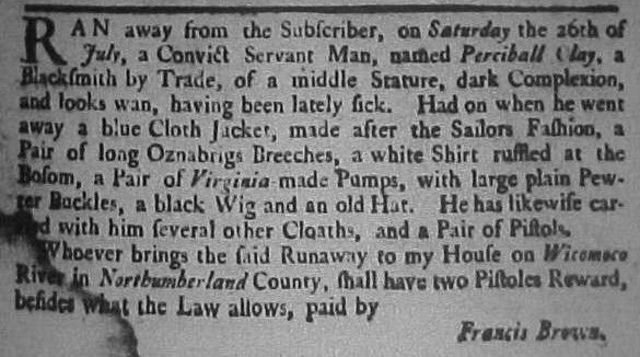 RAN away from the Subſcriber, on Saturday the 26th of
July, a Convict Servant Man, named Perciball Clay, a
Blackſmith by Trade, of a middle Stature, dark Complexion,
and looks wan, having been lately ſick. Had on when he went
away a blue Cloth Jacket, made after the Sailors Faſhion, a
Pair of long Oznabrigs Breeches, a white Shirt ruffled at the
Boſom, a Pair of Virginia-made Pumps, with large plain Pew-
ter Buckles, a black Wig and an old Hat. He has likewiſe car-
ried with him ſeveral other Cloaths, and a Pair of Piſtols.
Whoever brings the ſaid Runaway to my Houſe on Wicomoco
River in Northumberland County, ſhall have two Piſtoles Reward,
beſides what the Law allows, paid by
Francis Brown.